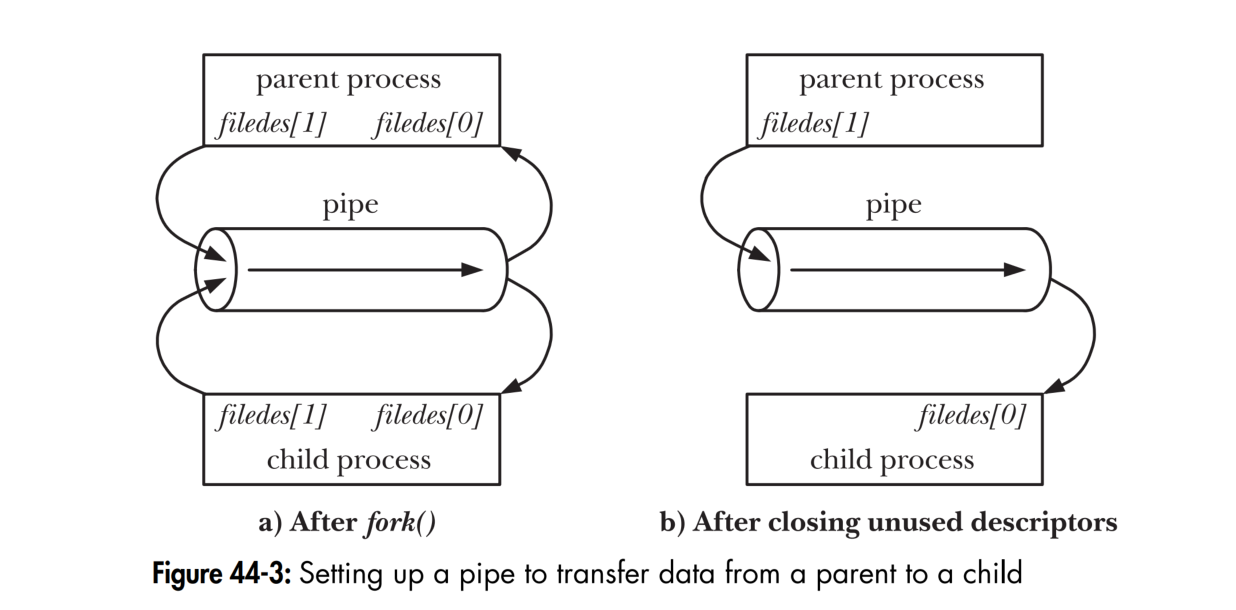 parent process
filedes[1] filedes[0]
pipe
filedes[1] filedes[0]
child process
a) After fork()
parent process
filedes[1]
pipe
filedes[0]
child process
b) After closing unused descriptors
Figure 44-3: Setting up a pipe to transfer data from a parent to a child